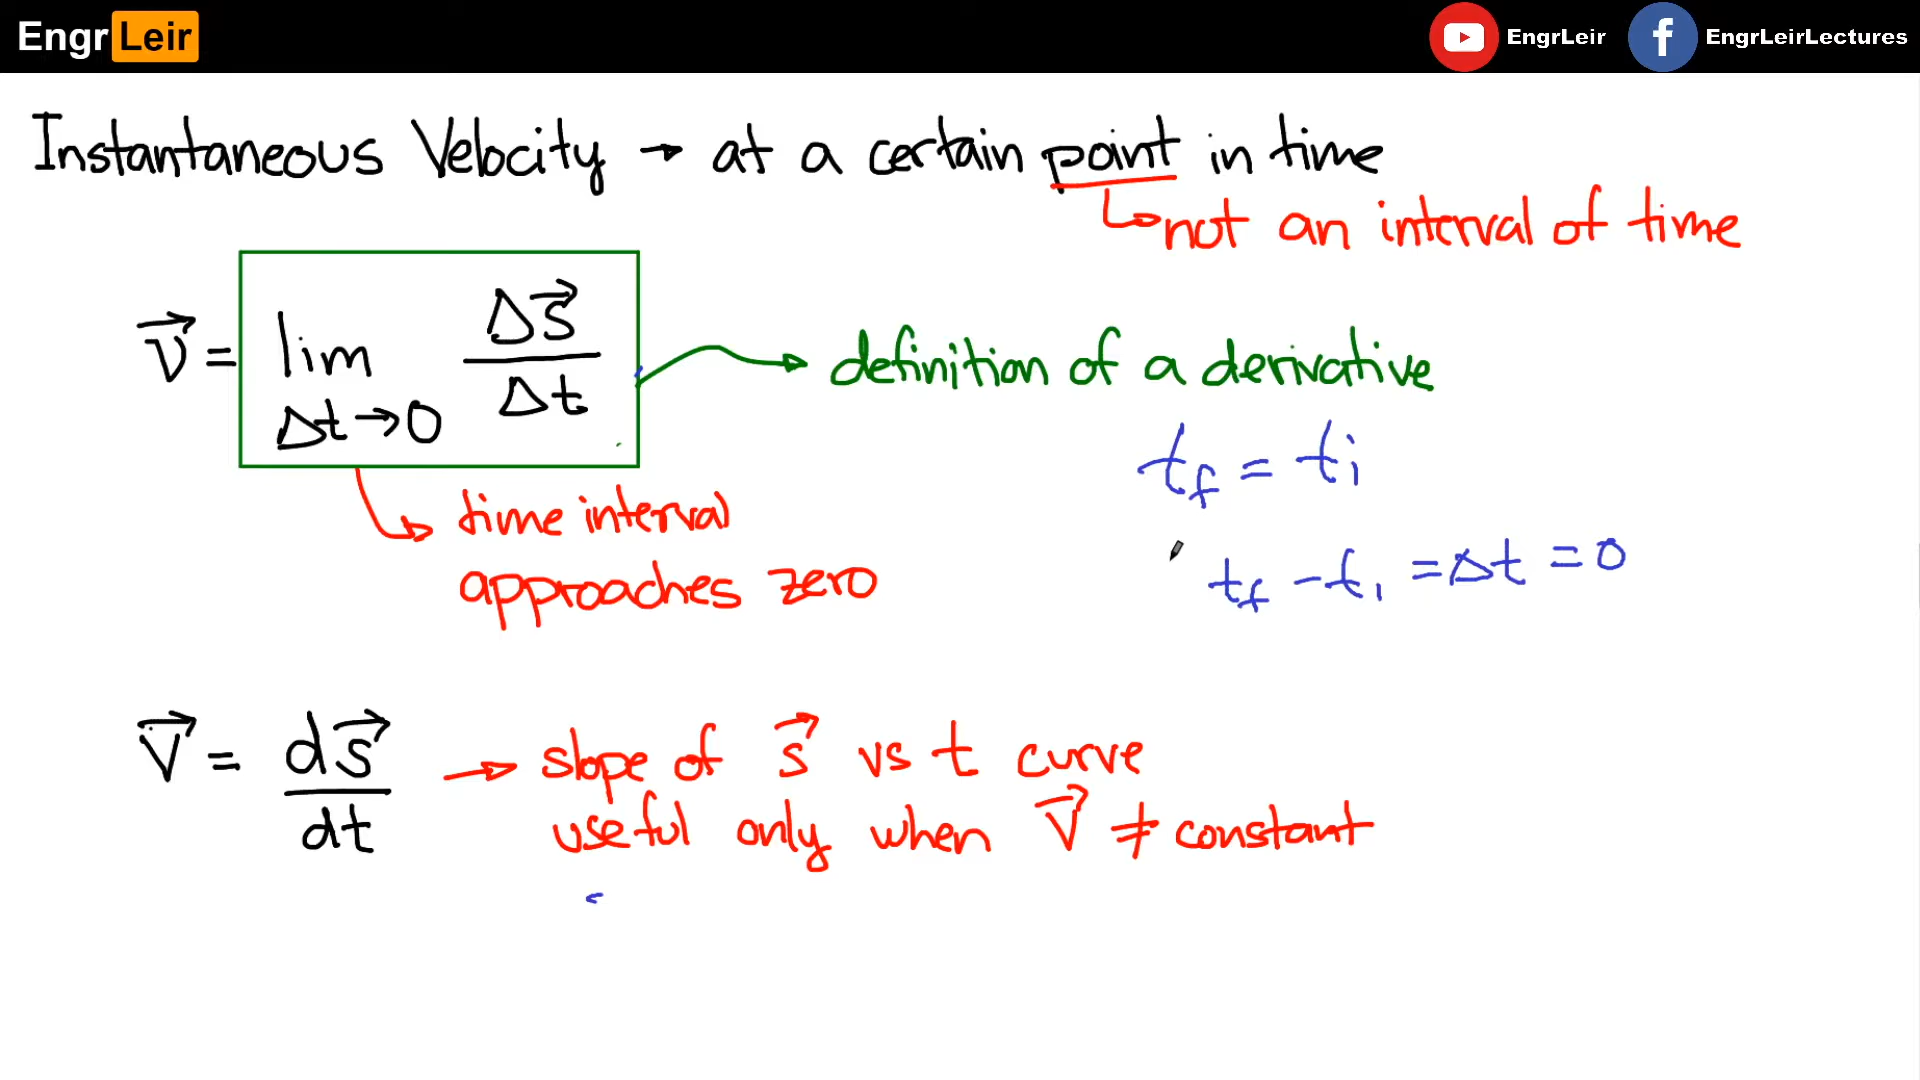 Engr Leir
EngrLeir
EngrLeirLectures
Instantaneous Velocity → at a certain point in time
↳ not an interval of time
v⃗ = lim Δt→0 Δs⃗/Δt → definition of a derivative
tf = ti
→ time interval
approaches zero
tf - ti = Δt = 0
v⃗ = ds⃗/dt → slope of s⃗ vs t curve
useful only when v⃗ ≠ constant